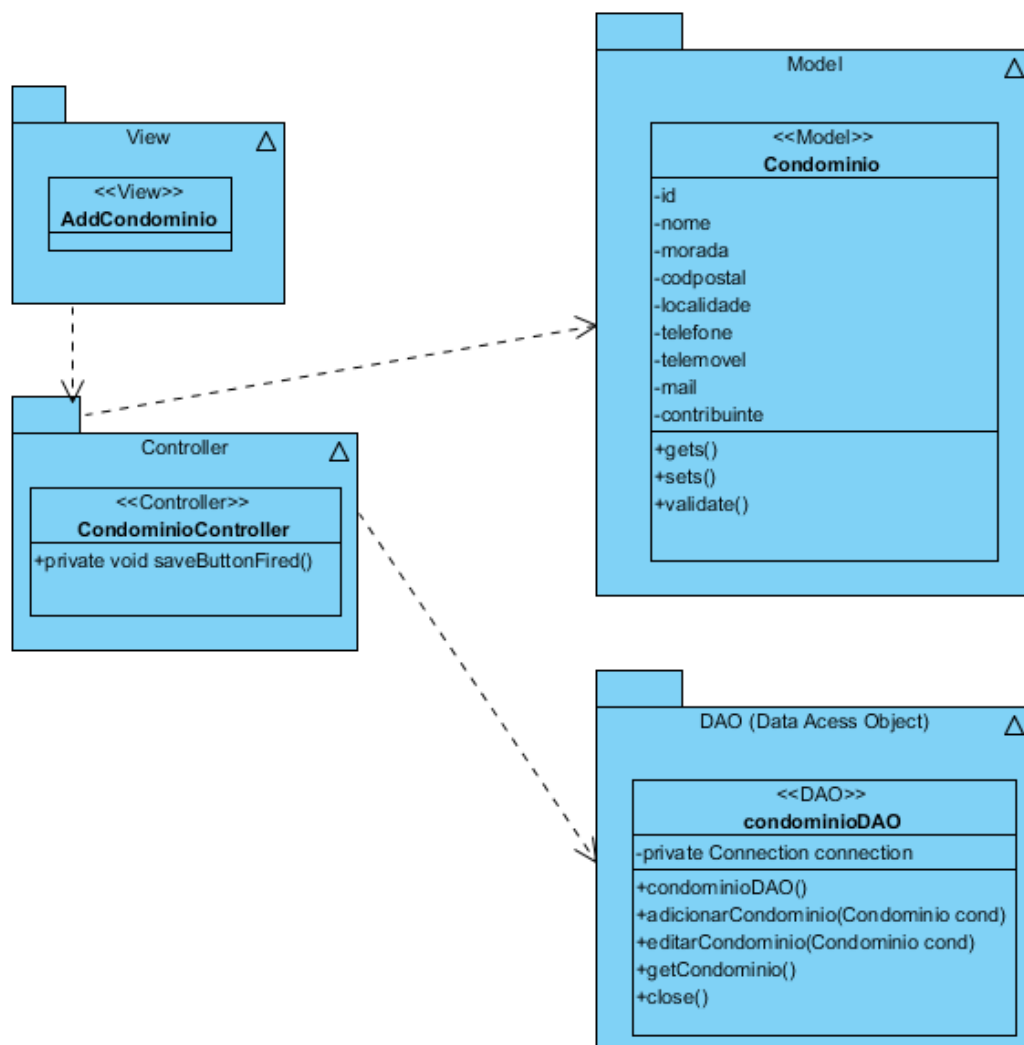 View
<<View>>
AddCondominio
Controller
<<Controller>>
CondominioController
+private void saveButtonFired()
Model
<<Model>>
Condominio
-id
-nome
-morada
-codpostal
-localidade
-telefone
-telemovel
-mail
-contribuinte
+gets()
+sets()
+validate()
DAO (Data Acess Object)
<<DAO>>
condominioDAO
-private Connection connection
+condominioDAO()
+adicionarCondominio(Condominio cond)
+editarCondominio(Condominio cond)
+getCondominio()
+close()